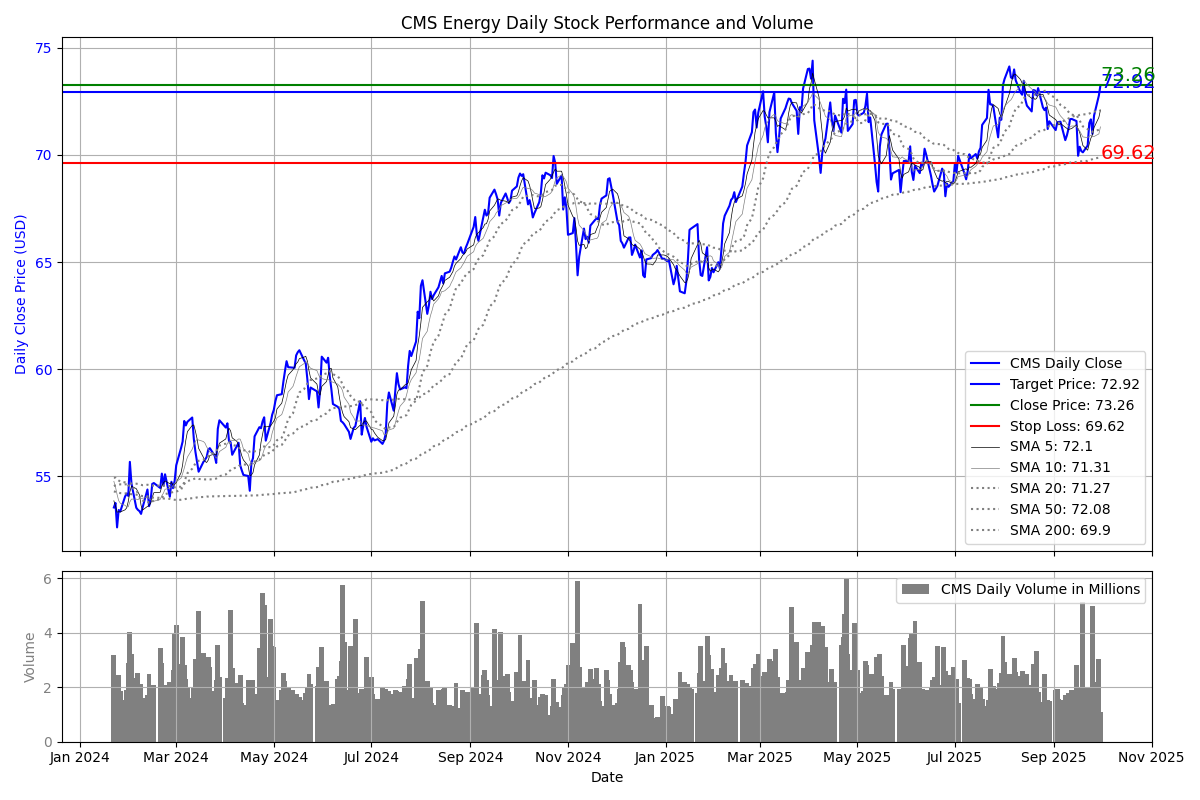 CMS Energy Daily Stock Performance and Volume
75
70
65
60
55
Daily Close Price (USD)
73.26
72.92
69.62
CMS Daily Close
Target Price: 72.92
Close Price: 73.26
Stop Loss: 69.62
SMA 5: 72.1
SMA 10: 71.31
SMA 20: 71.27
SMA 50: 72.08
SMA 200: 69.9
6
4
2
0
Volume
CMS Daily Volume in Millions
Jan 2024 Mar 2024 May 2024 Jul 2024 Sep 2024 Nov 2024 Jan 2025 Mar 2025 May 2025 Jul 2025 Sep 2025 Nov 2025
Date